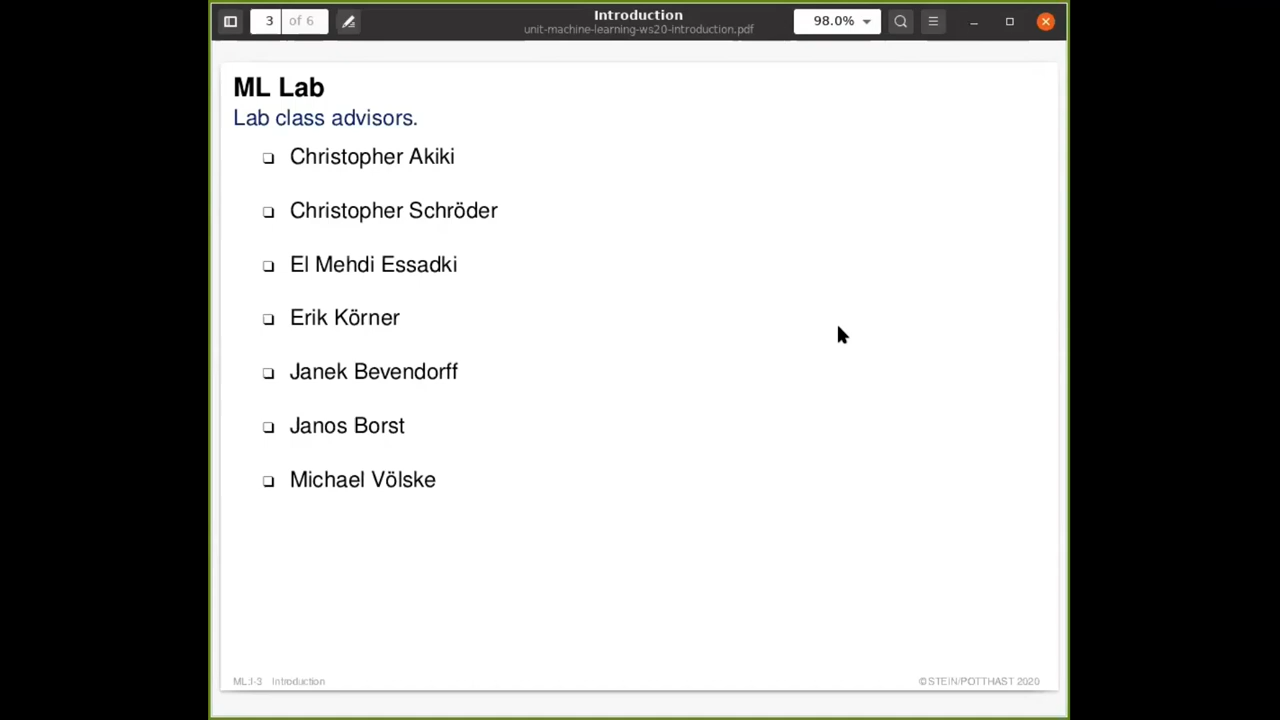 Introduction
unit-machine-learning-ws20-introduction.pdf
3 of 6
98.0%
ML Lab
Lab class advisors.
❑ Christopher Akiki
❑ Christopher Schröder
❑ El Mehdi Essadki
❑ Erik Körner
❑ Janek Bevendorff
❑ Janos Borst
❑ Michael Völske
ML:I-3 Introduction
©STEIN/POTTHAST 2020